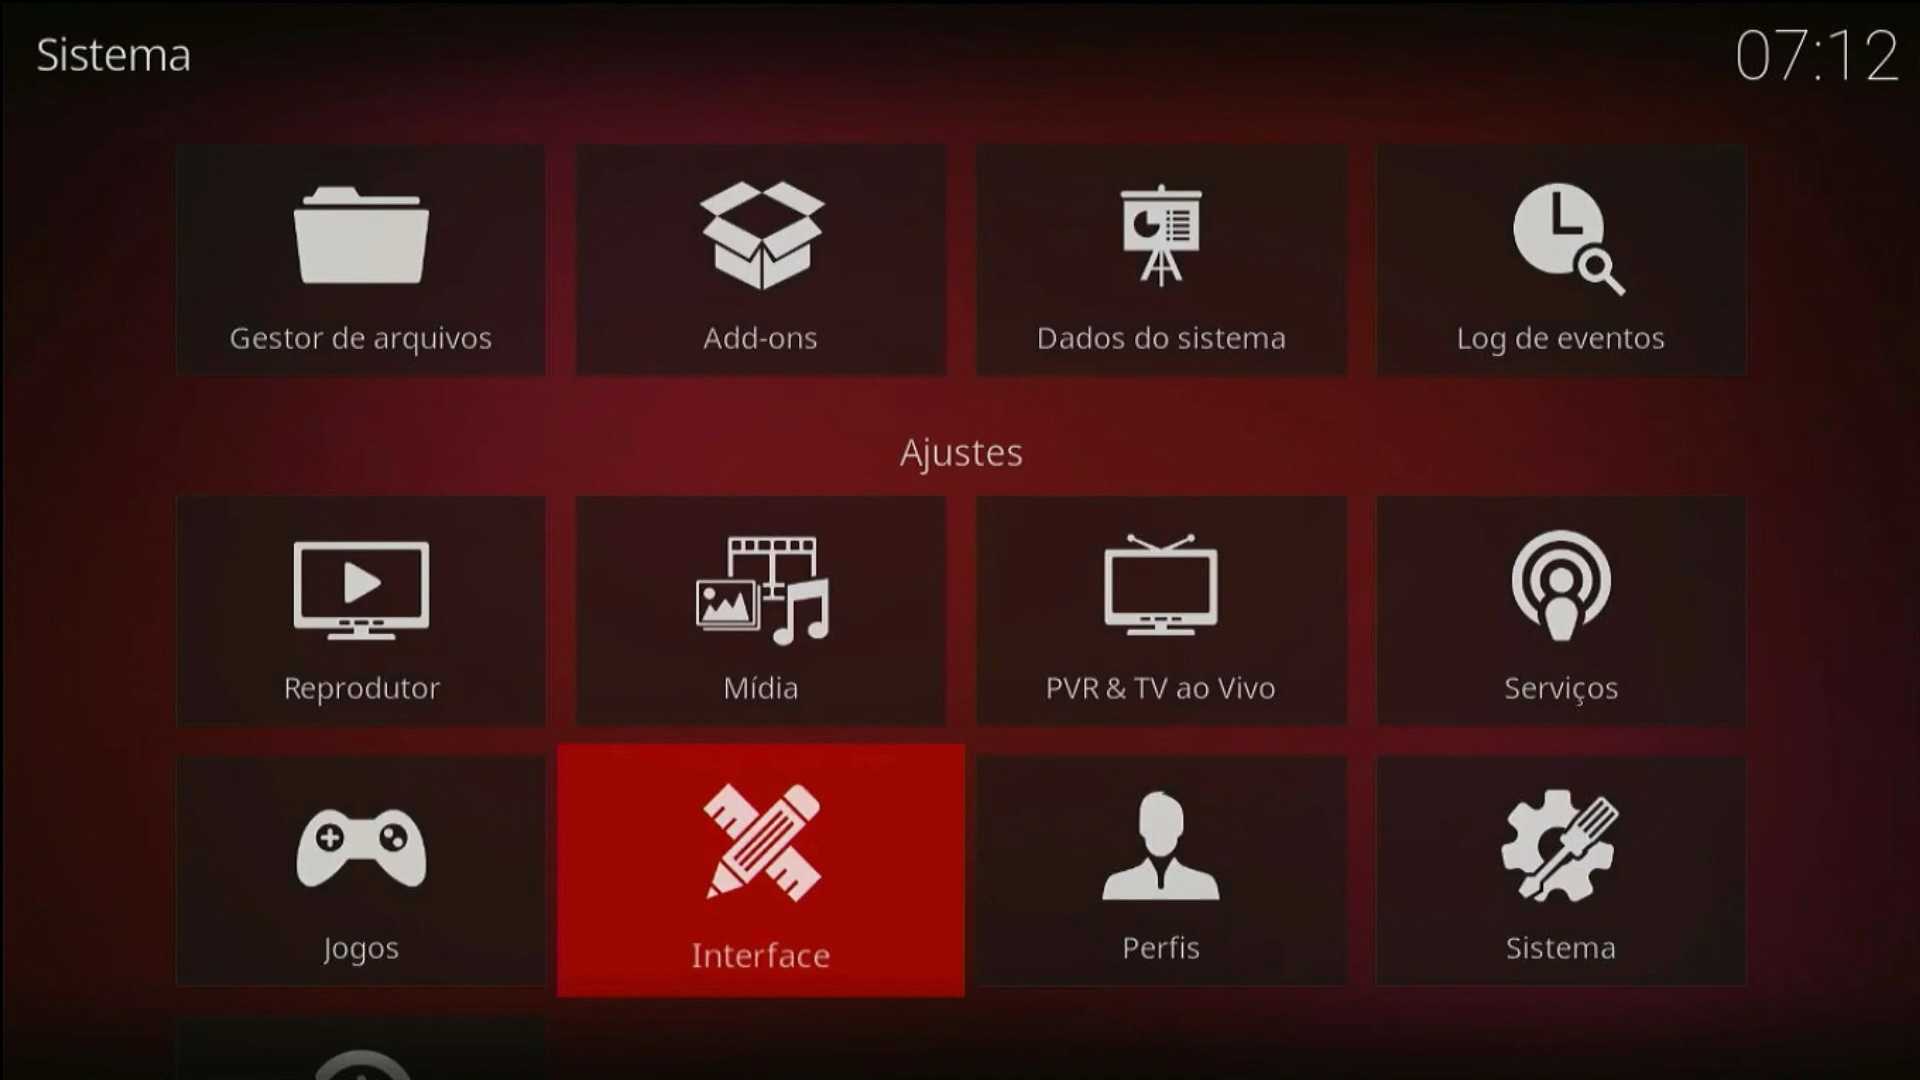 Sistema
07:12
Gestor de arquivos
Add-ons
Dados do sistema
Log de eventos
Ajustes
Reprodutor
Mídia
PVR & TV ao Vivo
Serviços
Jogos
Interface
Perfis
Sistema